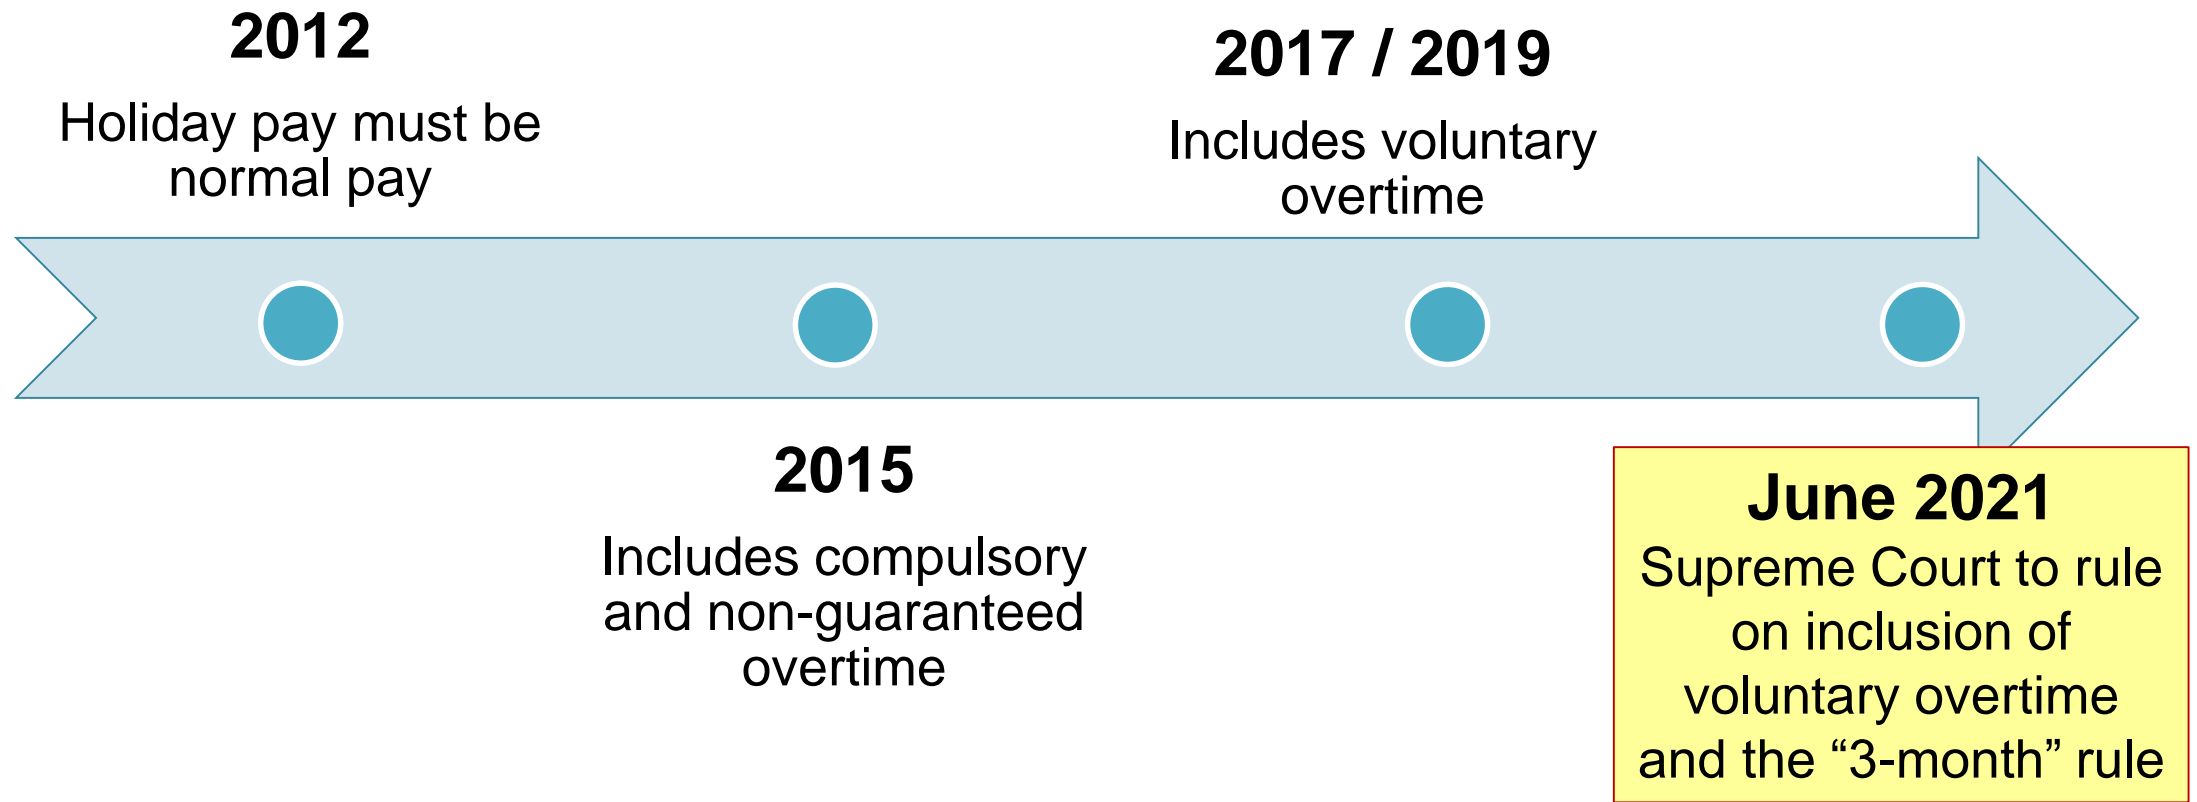 2012
Holiday pay must be
normal pay
2015
Includes compulsory
and non-guaranteed
overtime
2017 / 2019
Includes voluntary
overtime
June 2021
Supreme Court to rule
on inclusion of
voluntary overtime
and the “3-month” rule